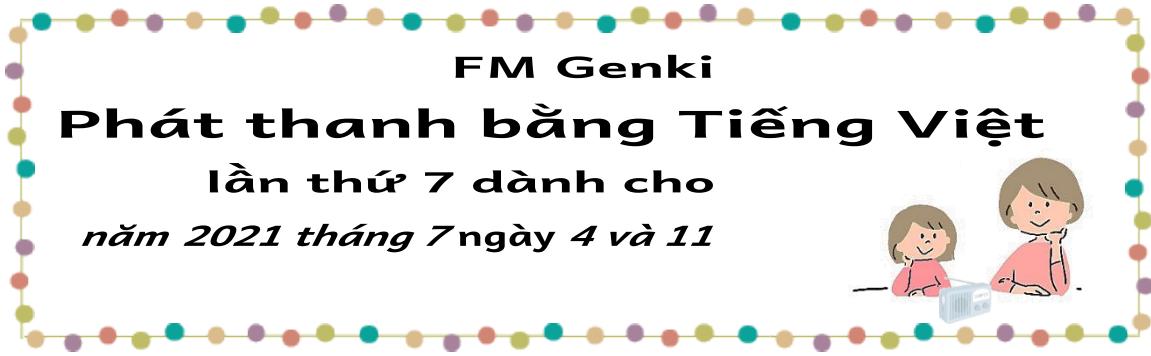 FM Genki
Phát thanh bằng Tiếng Việt
lần thứ 7 dành cho
năm 2021 tháng 7 ngày 4 và 11